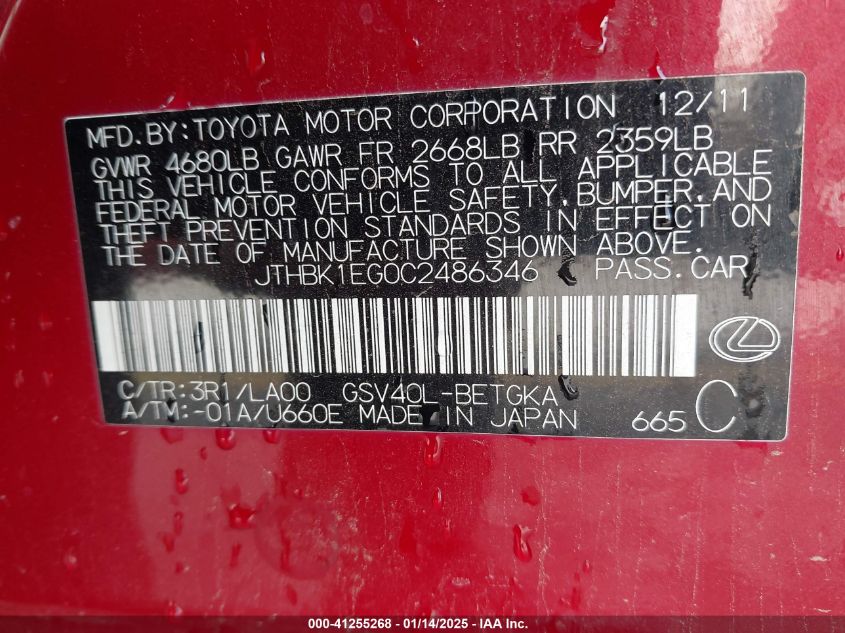 MFD. BY: TOYOTA MOTOR CORPORATION 12/11
GVWR 4680LB GAWR FR 2668LB RR 2359LB
THIS VEHICLE CONFORMS TO ALL APPLICABLE
FEDERAL MOTOR VEHICLE SAFETY, BUMPER, AND
THEFT PREVENTION STANDARDS IN EFFECT ON
THE DATE OF MANUFACTURE SHOWN ABOVE.
JTHBK1EG0C2486346 PASS. CAR
C/TR: 3R1/LA00 GSV40L-BETGKA
A/TM: -01A/U660E MADE IN JAPAN 665 C
000-41255268 - 01/14/2025 - IAA Inc.